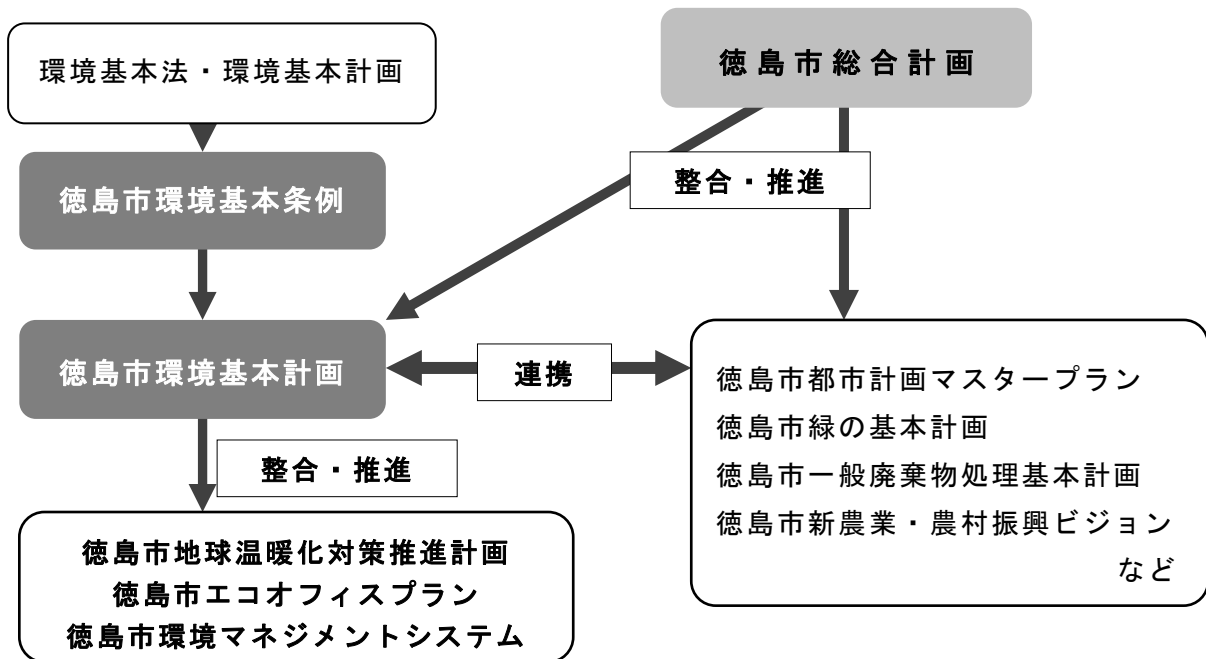 環境基本法・環境基本計画
徳島市総合計画
徳島市環境基本条例
整合・推進
徳島市環境基本計画
連携
徳島市都市計画マスタープラン
徳島市緑の基本計画
徳島市一般廃棄物処理基本計画
徳島市新農業・農村振興ビジョン
など
整合・推進
徳島市地球温暖化対策推進計画
徳島市エコオフィスプラン
徳島市環境マネジメントシステム